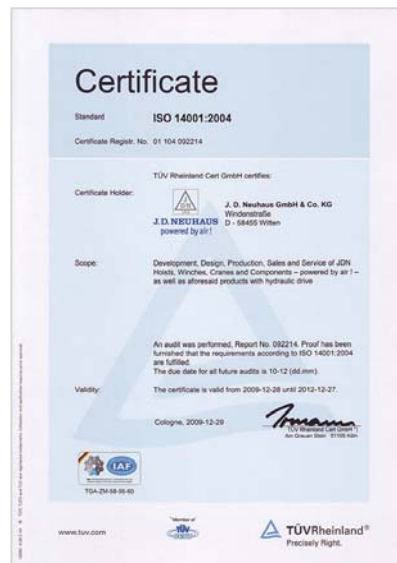 Certificate
Standard ISO 14001:2004
Certificate Registr. No. 01 104 092214
TÜV Rheinland Cert GmbH certifies:
Certificate Holder:
J.D. NEUHAUS
powered by air!
J. D. Neuhaus GmbH & Co. KG
Windenstraße
D - 58455 Witten
Scope: Development, Design, Production, Sales and Service of JDN
Hoists, Winches, Cranes and Components – powered by air ! –
as well as aforesaid products with hydraulic drive
An audit was performed, Report No. 092214. Proof has been
furnished that the requirements according to ISO 14001:2004
are fulfilled.
The due date for all future audits is 10-12 (dd.mm).
Validity: The certificate is valid from 2009-12-28 until 2012-12-27.
Cologne, 2009-12-29
TÜV Rheinland Cert GmbH
Am Grauen Stein · 51105 Köln
IAF
TGA-ZM-58-95-60
www.tuv.com
Member of
TÜV
TÜVRheinland®
Precisely Right.